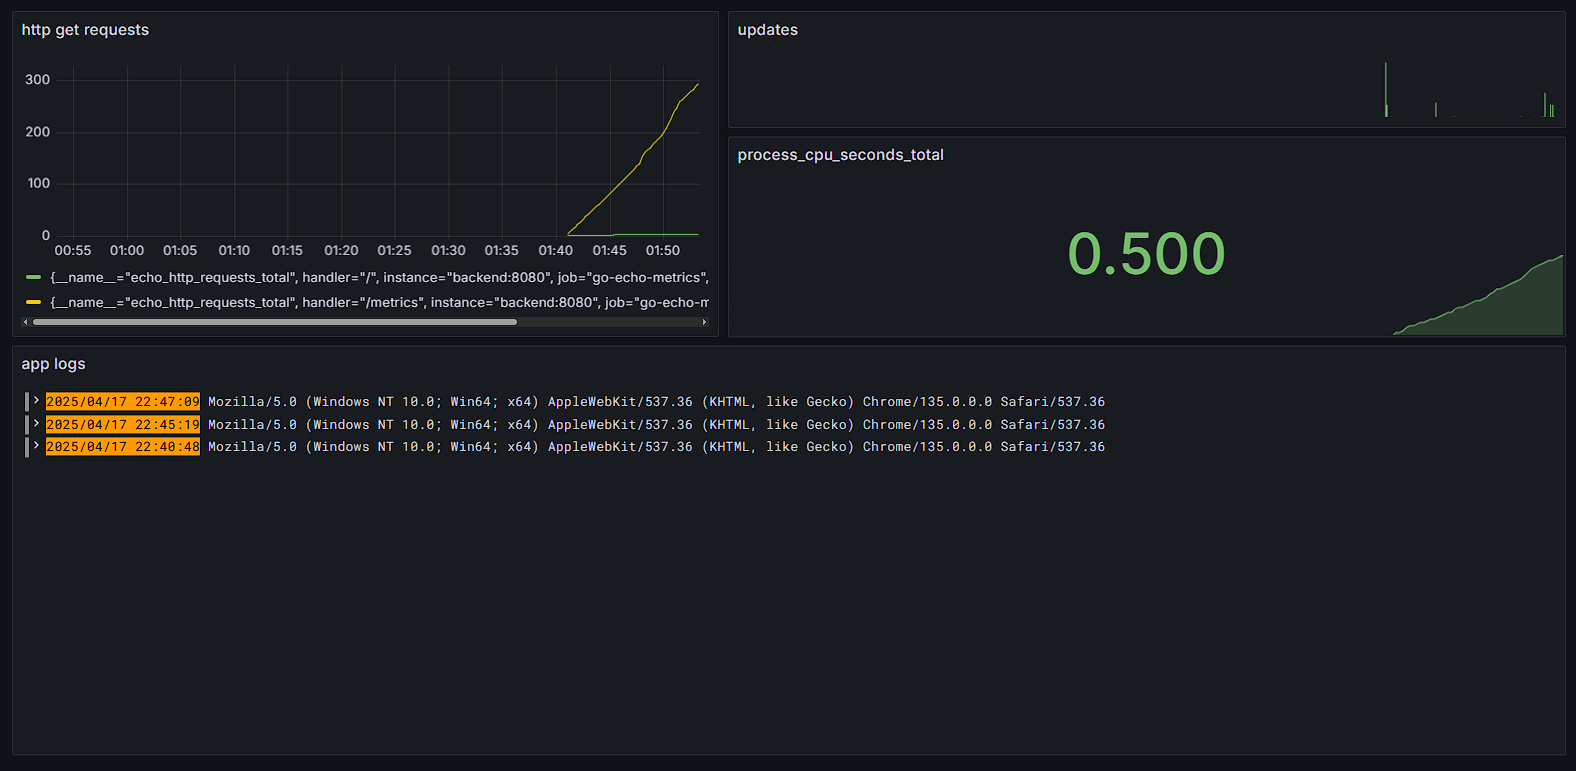 http get requests
300
200
100
0
00:55 01:00 01:05 01:10 01:15 01:20 01:25 01:30 01:35 01:40 01:45 01:50
{__name__="echo_http_requests_total", handler="/", instance="backend:8080", job="go-echo-metrics",
{__name__="echo_http_requests_total", handler="/metrics", instance="backend:8080", job="go-echo-m
updates
process_cpu_seconds_total
0.500
app logs
2025/04/17 22:47:09 Mozilla/5.0 (Windows NT 10.0; Win64; x64) AppleWebKit/537.36 (KHTML, like Gecko) Chrome/135.0.0.0 Safari/537.36
2025/04/17 22:45:19 Mozilla/5.0 (Windows NT 10.0; Win64; x64) AppleWebKit/537.36 (KHTML, like Gecko) Chrome/135.0.0.0 Safari/537.36
2025/04/17 22:40:48 Mozilla/5.0 (Windows NT 10.0; Win64; x64) AppleWebKit/537.36 (KHTML, like Gecko) Chrome/135.0.0.0 Safari/537.36